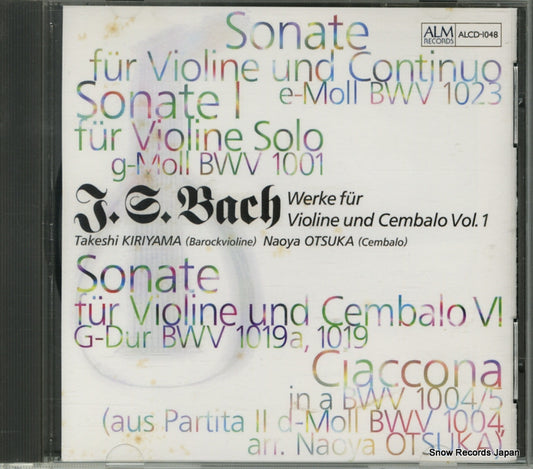 Sonate
ALM RECORDS ALCD-1048
für Violine und Continuo
e-Moll BWV 1023
Sonate I
für Violine Solo
g-Moll BWV 1001
J.S.Bach
Werke für
Violine und Cembalo Vol.1
Takeshi KIRIYAMA (Barockvioline) Naoya OTSUKA (Cembalo)
Sonate
für Violine und Cembalo VI
G-Dur BWV 1019a, 1019
Ciaccona
in a BWV 1004/5
(aus Partita II d-Moll BWV 1004,
arr. Naoya OTSUKA)
Snow Records Japan